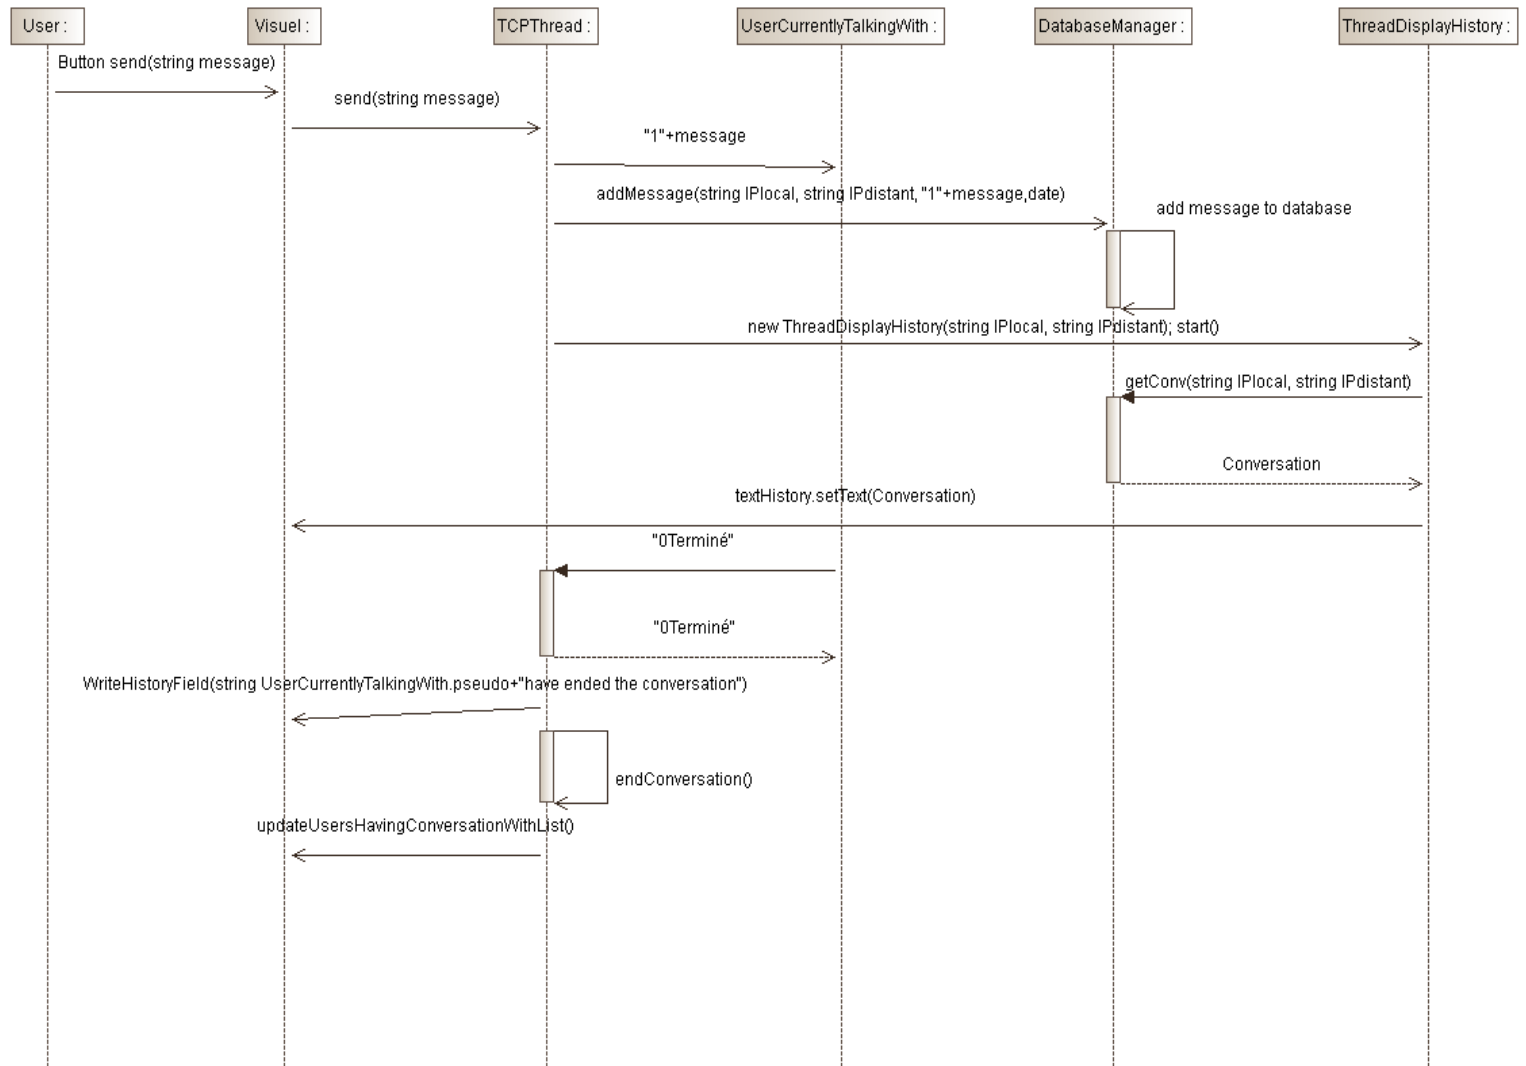 User :
Visuel :
TCPThread :
UserCurrentlyTalkingWith :
DatabaseManager :
ThreadDisplayHistory :
Button send(string message)
send(string message)
"1"+message
addMessage(string IPlocal, string IPdistant, "1"+message,date)
add message to database
new ThreadDisplayHistory(string IPlocal, string IPdistant); start()
getConv(string IPlocal, string IPdistant)
Conversation
textHistory.setText(Conversation)
"0Terminé"
"0Terminé"
WriteHistoryField(string UserCurrentlyTalkingWith.pseudo+"have ended the conversation")
endConversation()
updateUsersHavingConversationWithList()